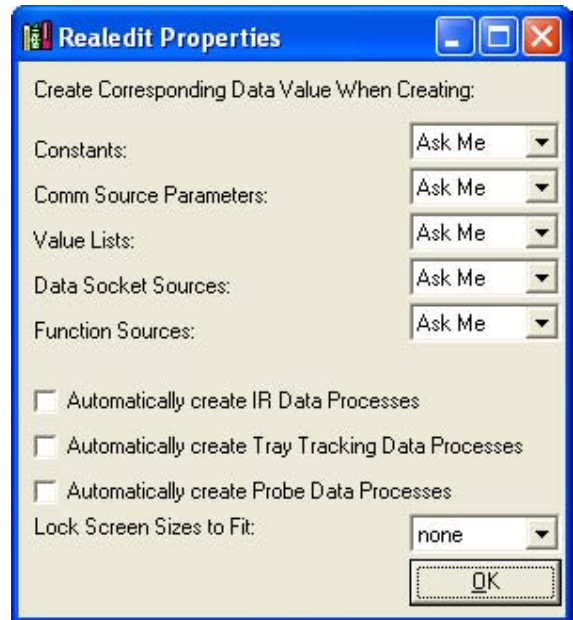 Realedit Properties
Create Corresponding Data Value When Creating:
Constants: Ask Me
Comm Source Parameters: Ask Me
Value Lists: Ask Me
Data Socket Sources: Ask Me
Function Sources: Ask Me
Automatically create IR Data Processes
Automatically create Tray Tracking Data Processes
Automatically create Probe Data Processes
Lock Screen Sizes to Fit: none
OK